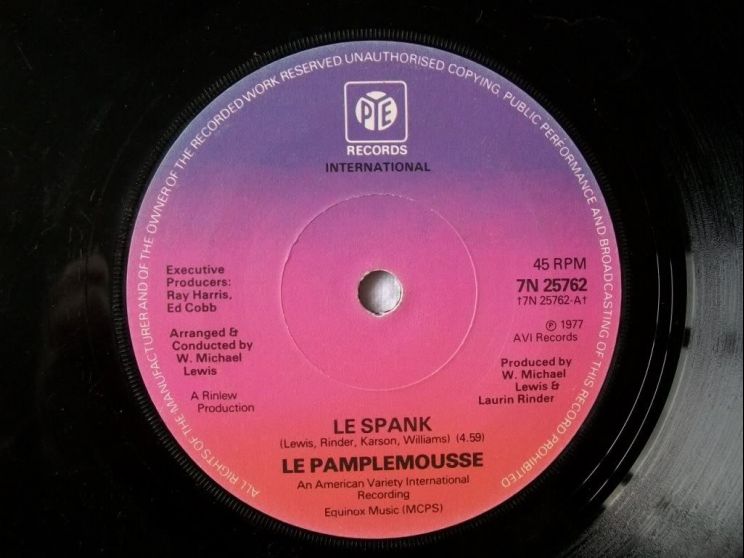 ALL RIGHTS OF THE MANUFACTURER AND OF THE OWNER OF THE RECORDED WORK RESERVED UNAUTHORISED COPYING PUBLIC PERFORMANCE AND BROADCASTING OF THIS RECORD PROHIBITED
PYE
RECORDS
INTERNATIONAL
Executive
Producers:
Ray Harris,
Ed Cobb
Arranged &
Conducted by
W. Michael
Lewis
A Rinlew
Production
45 RPM
7N 25762
†7N 25762-A†
℗ 1977
AVI Records
Produced by
W. Michael
Lewis &
Laurin Rinder
LE SPANK
(Lewis, Rinder, Karson, Williams) (4.59)
LE PAMPLEMOUSSE
An American Variety International
Recording
Equinox Music (MCPS)